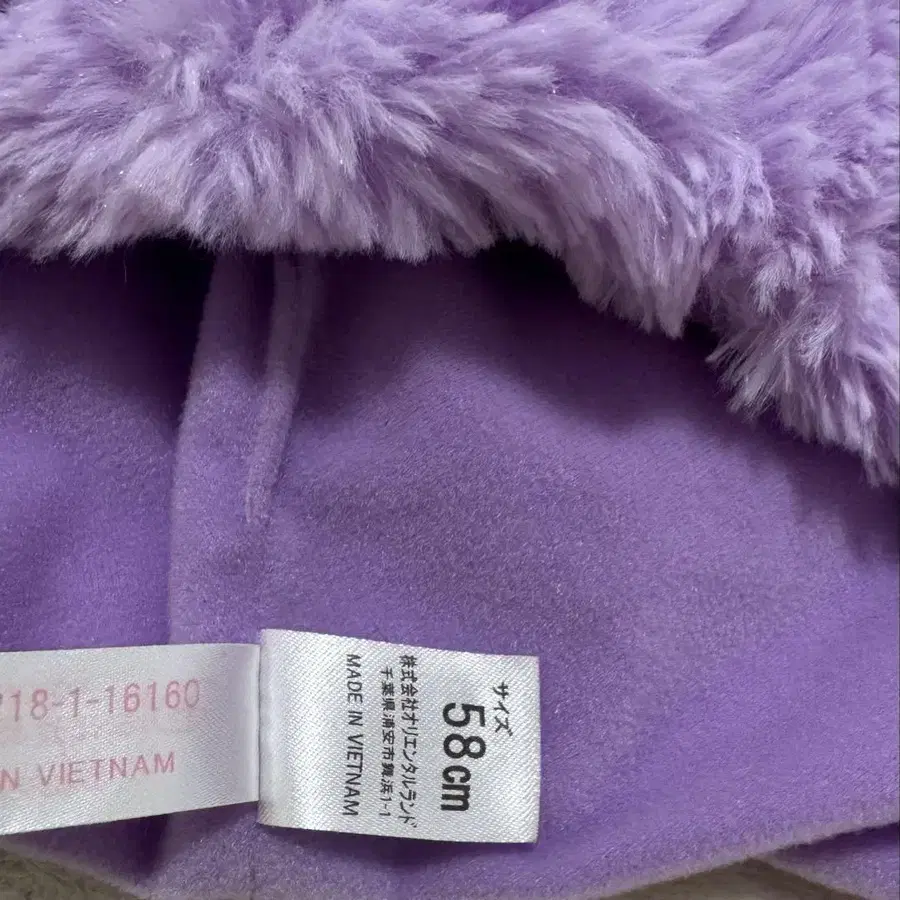 サイズ
58cm
株式会社オリエンタルランド
千葉県浦安市舞浜1-1
MADE IN VIETNAM
718-1-16160
VIETNAM